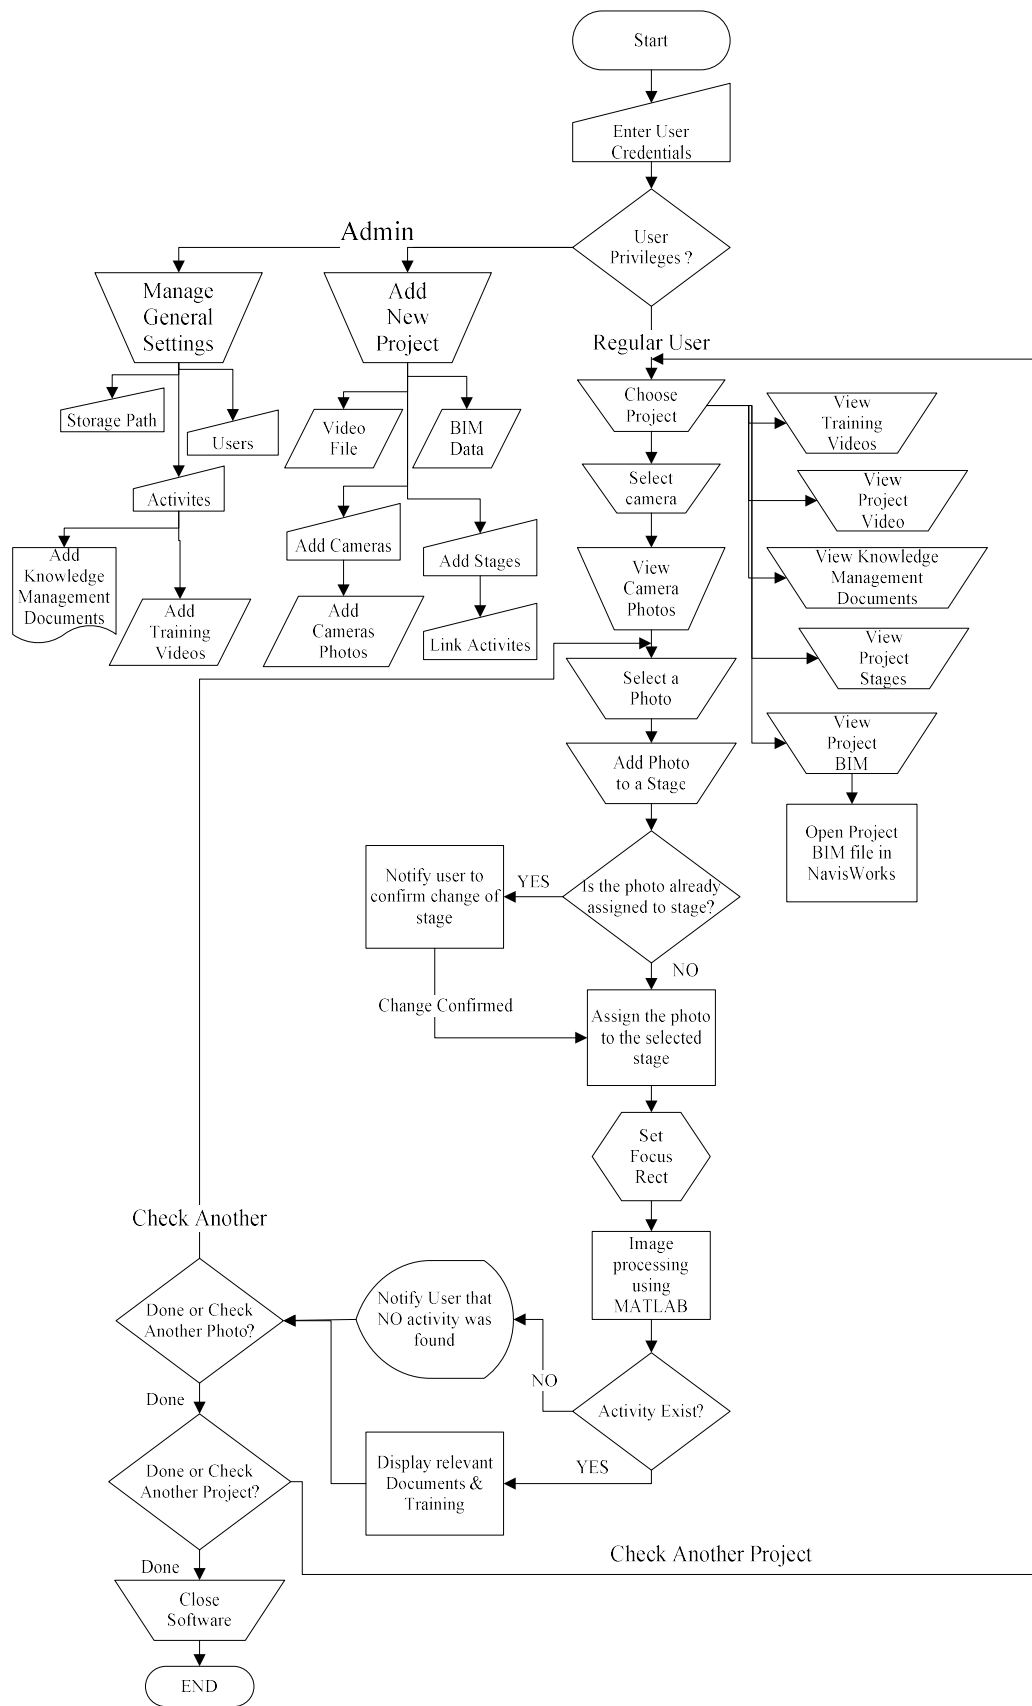 Start
Enter User
Credentials
User
Privileges ?
Admin
Manage
General
Settings
Add
New
Project
Regular User
Storage Path
Users
Activites
Add
Knowledge
Management
Documents
Add
Training
Videos
Video
File
BIM
Data
Add Cameras
Add Stages
Add
Cameras
Photos
Link Activites
Choose
Project
Select
camera
View
Camera
Photos
Select a
Photo
Add Photo
to a Stage
View
Training
Videos
View
Project
Video
View Knowledge
Management
Documents
View
Project
Stages
View
Project
BIM
Open Project
BIM file in
NavisWorks
Is the photo already
assigned to stage?
YES
Notify user to
confirm change of
stage
NO
Change Confirmed
Assign the photo
to the selected
stage
Set
Focus
Rect
Image
processing
using
MATLAB
Activity Exist?
NO
Notify User that
NO activity was
found
YES
Display relevant
Documents &
Training
Check Another
Done or Check
Another Photo?
Done
Done or Check
Another Project?
Check Another Project
Done
Close
Software
END